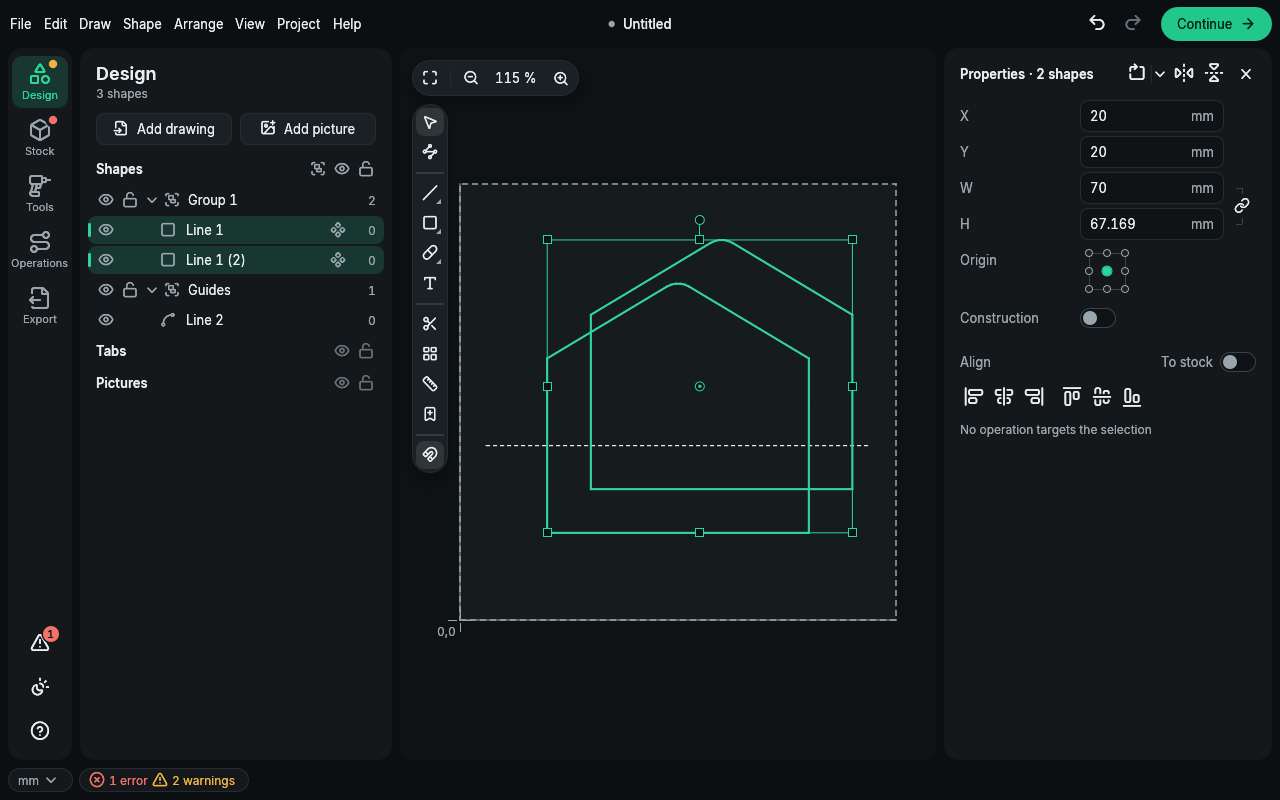 File Edit Draw Shape Arrange View Project Help
Untitled
Continue
Design
Stock
Tools
Operations
Export
1
Design
3 shapes
Add drawing
Add picture
Shapes
Group 1 2
Line 1 0
Line 1 (2) 0
Guides 1
Line 2 0
Tabs
Pictures
115 %
0,0
Properties · 2 shapes
X 20 mm
Y 20 mm
W 70 mm
H 67.169 mm
Origin
Construction
Align To stock
No operation targets the selection
mm
1 error 2 warnings